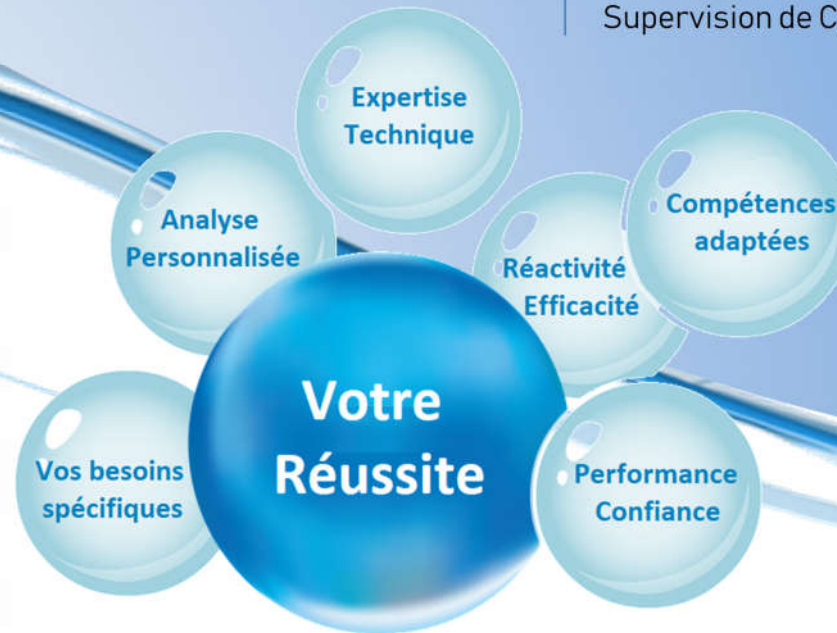 Supervision de C
Expertise
Technique
Analyse
Personnalisée
Compétences
adaptées
Réactivité
Efficacité
Votre
Réussite
Vos besoins
spécifiques
Performance
Confiance